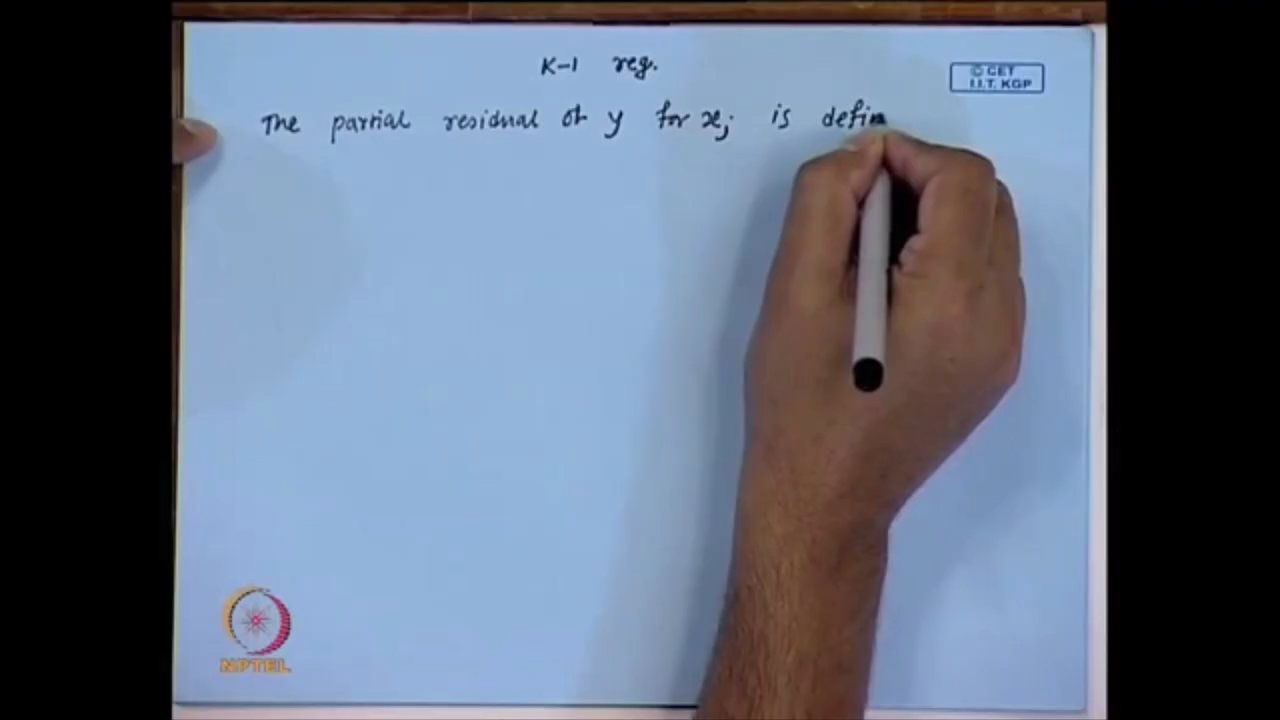 K-1 reg.
© CET
I.I.T. KGP
The partial residual of y for xj is defin
NPTEL